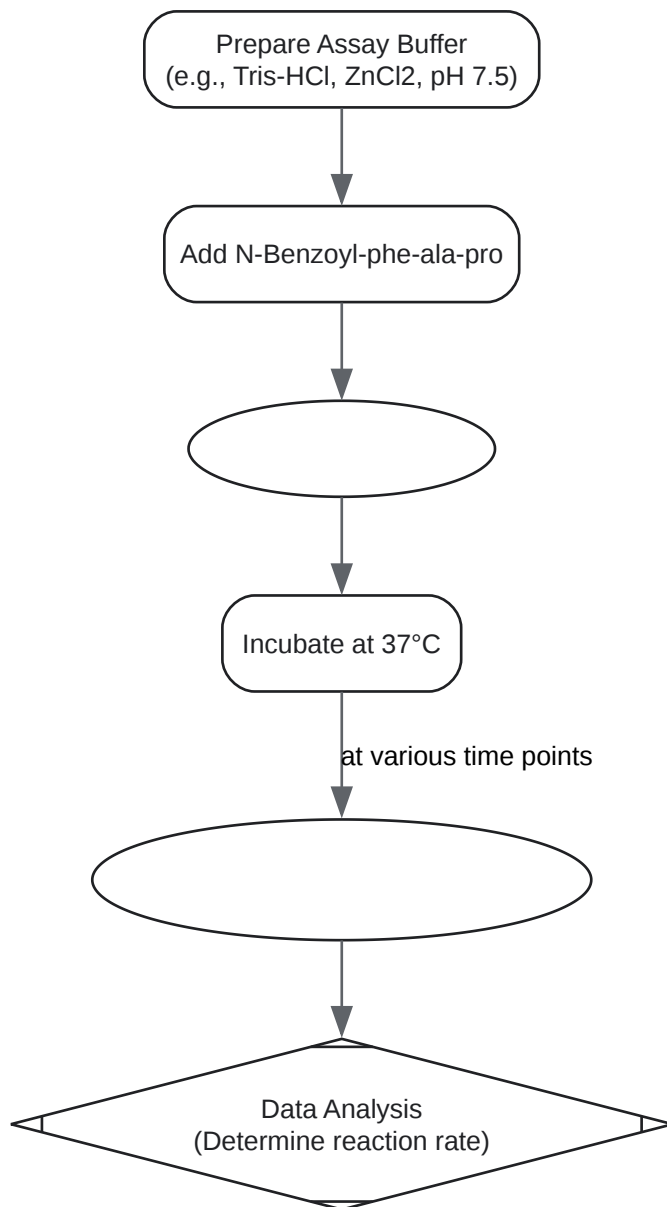 Prepare Assay Buffer
(e.g., Tris-HCl, ZnCl2, pH 7.5)
Add N-Benzoyl-phe-ala-pro
Incubate at 37°C
at various time points
Data Analysis
(Determine reaction rate)